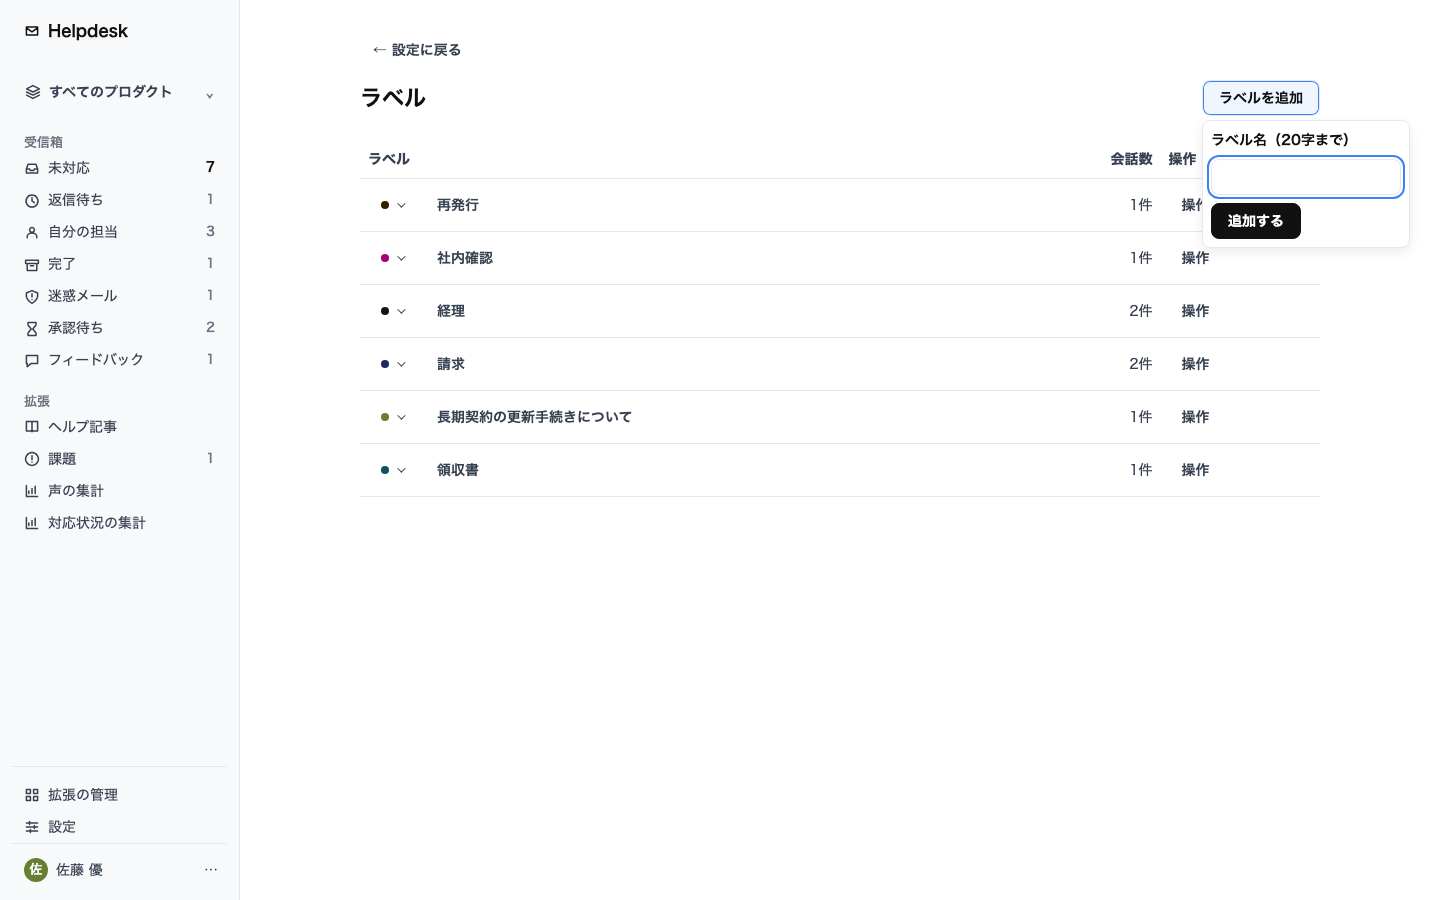 Helpdesk
すべてのプロダクト
受信箱
未対応 7
返信待ち 1
自分の担当 3
完了 1
迷惑メール 1
承認待ち 2
フィードバック 1
拡張
ヘルプ記事
課題 1
声の集計
対応状況の集計
拡張の管理
設定
佐 佐藤 優 …
← 設定に戻る
ラベル
ラベルを追加
ラベル名（20字まで）
追加する
ラベル 会話数 操作
再発行 1件 操作
社内確認 1件 操作
経理 2件 操作
請求 2件 操作
長期契約の更新手続きについて 1件 操作
領収書 1件 操作